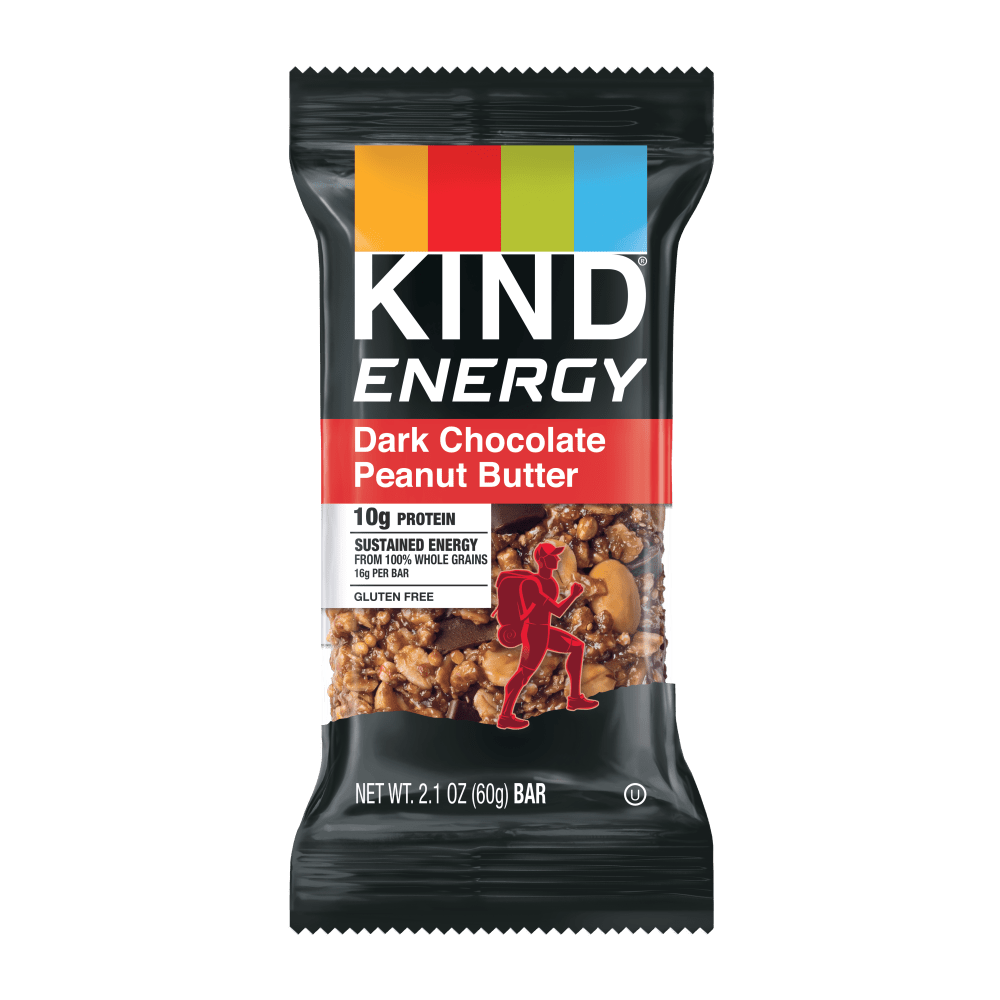 KIND®
ENERGY
Dark Chocolate
Peanut Butter
10g PROTEIN
SUSTAINED ENERGY
FROM 100% WHOLE GRAINS
16g PER BAR
GLUTEN FREE
NET WT. 2.1 OZ (60g) BAR
U